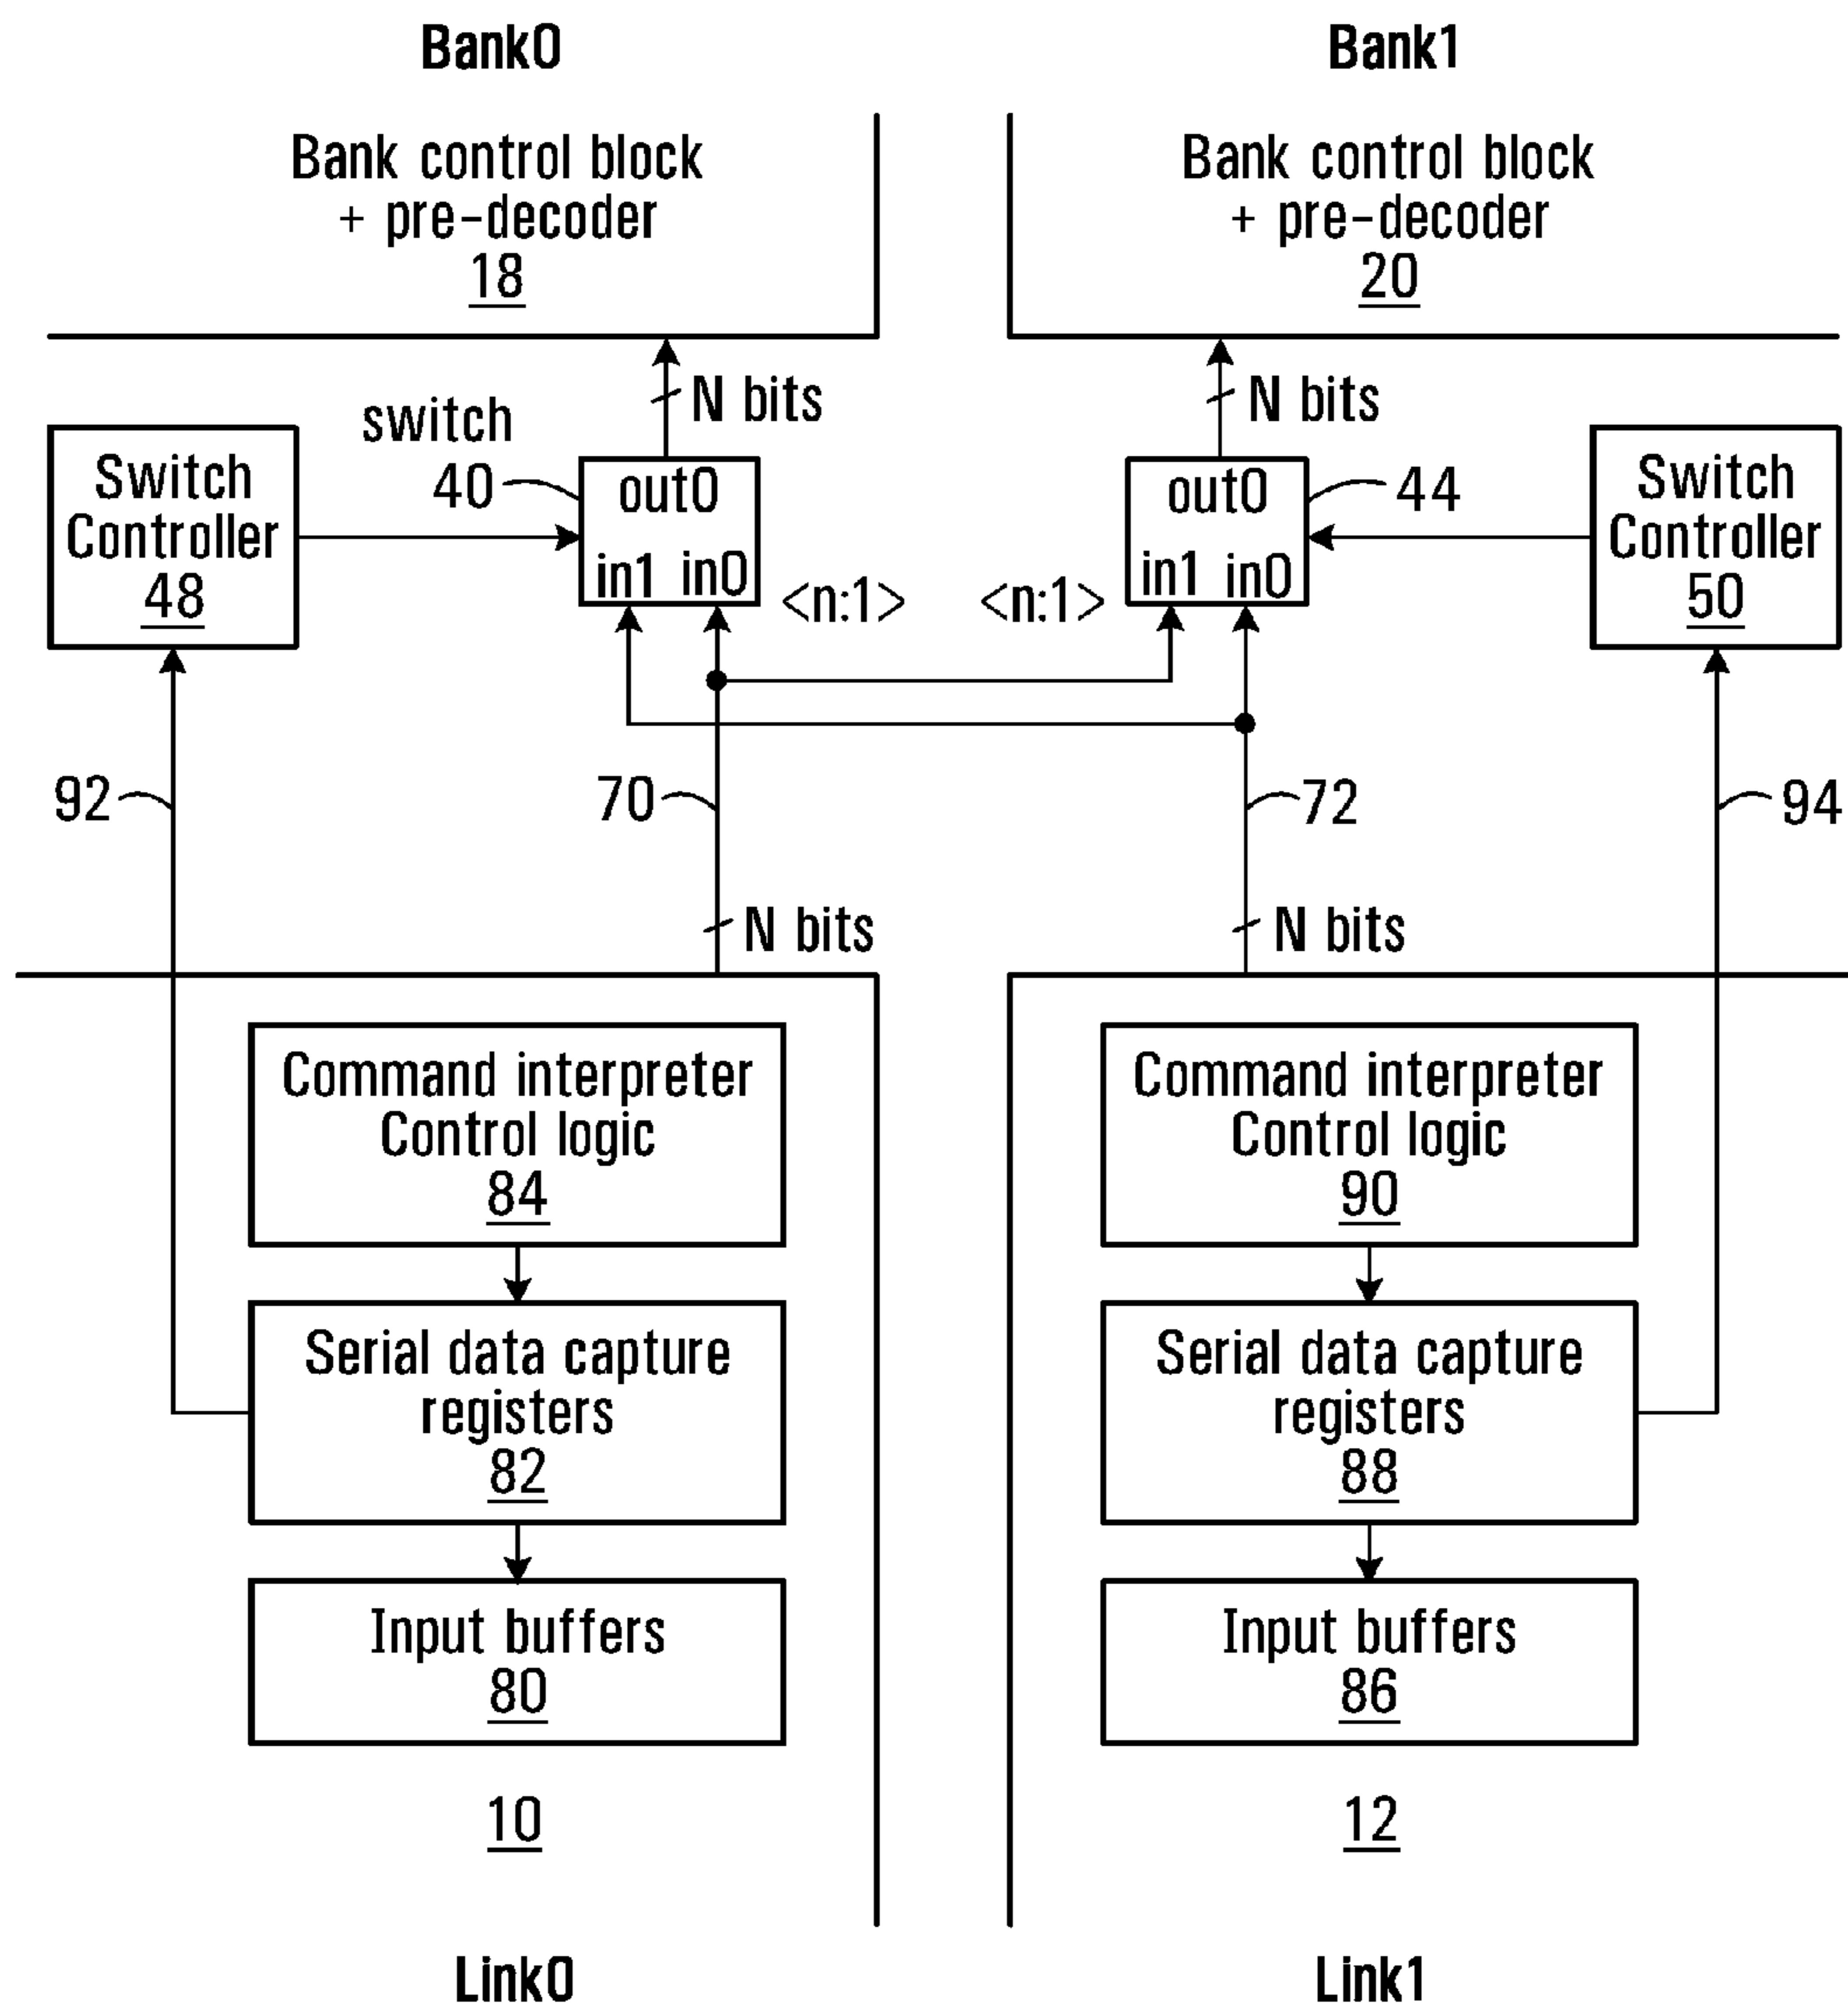 Bank0
Bank1
Bank control block
+ pre-decoder
18
Bank control block
+ pre-decoder
20
N bits
N bits
switch
40
Switch
Controller
48
out0
in1 in0
<n:1>
<n:1>
out0
in1 in0
44
Switch
Controller
50
92
70
72
94
N bits
N bits
Command interpreter
Control logic
84
Command interpreter
Control logic
90
Serial data capture
registers
82
Serial data capture
registers
88
Input buffers
80
Input buffers
86
10
12
Link0
Link1